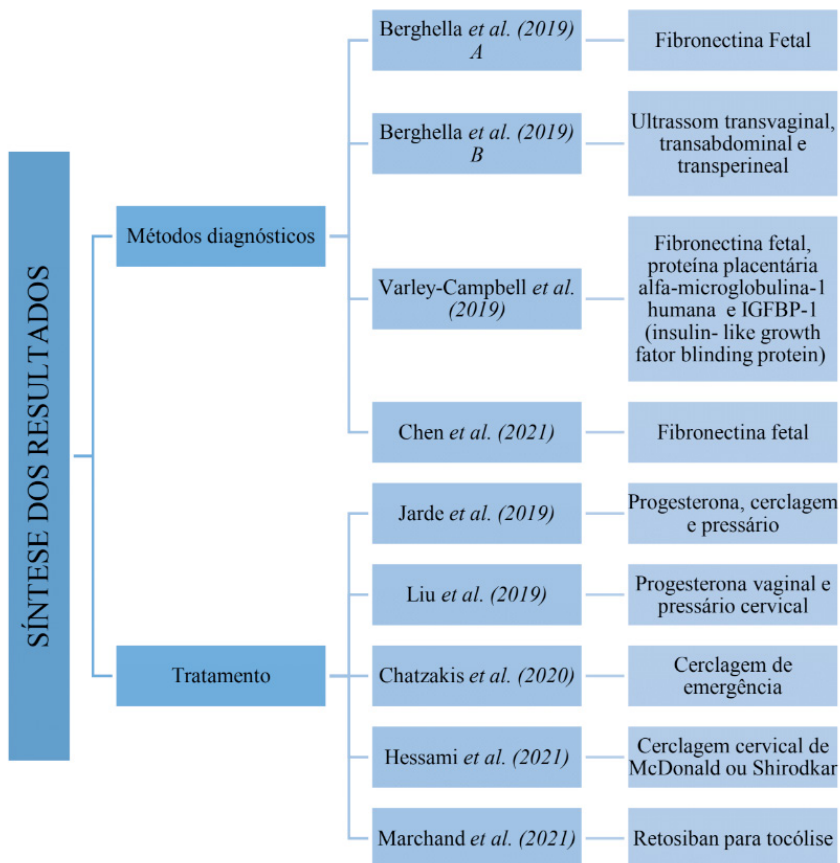 SÍNTESE DOS RESULTADOS
Métodos diagnósticos
Berghella et al. (2019)
A
Fibronectina Fetal
Berghella et al. (2019)
B
Ultrassom transvaginal,
transabdominal e
transperineal
Varley-Campbell et al.
(2019)
Fibronectina fetal,
proteína placentária
alfa-microglobulina-1
humana e IGFBP-1
(insulin- like growth
fator blinding protein)
Chen et al. (2021)
Fibronectina fetal
Tratamento
Jarde et al. (2019)
Progesterona, cerclagem
e pressário
Liu et al. (2019)
Progesterona vaginal e
pressário cervical
Chatzakis et al. (2020)
Cerclagem de
emergência
Hessami et al. (2021)
Cerclagem cervical de
McDonald ou Shirodkar
Marchand et al. (2021)
Retosiban para tocólise